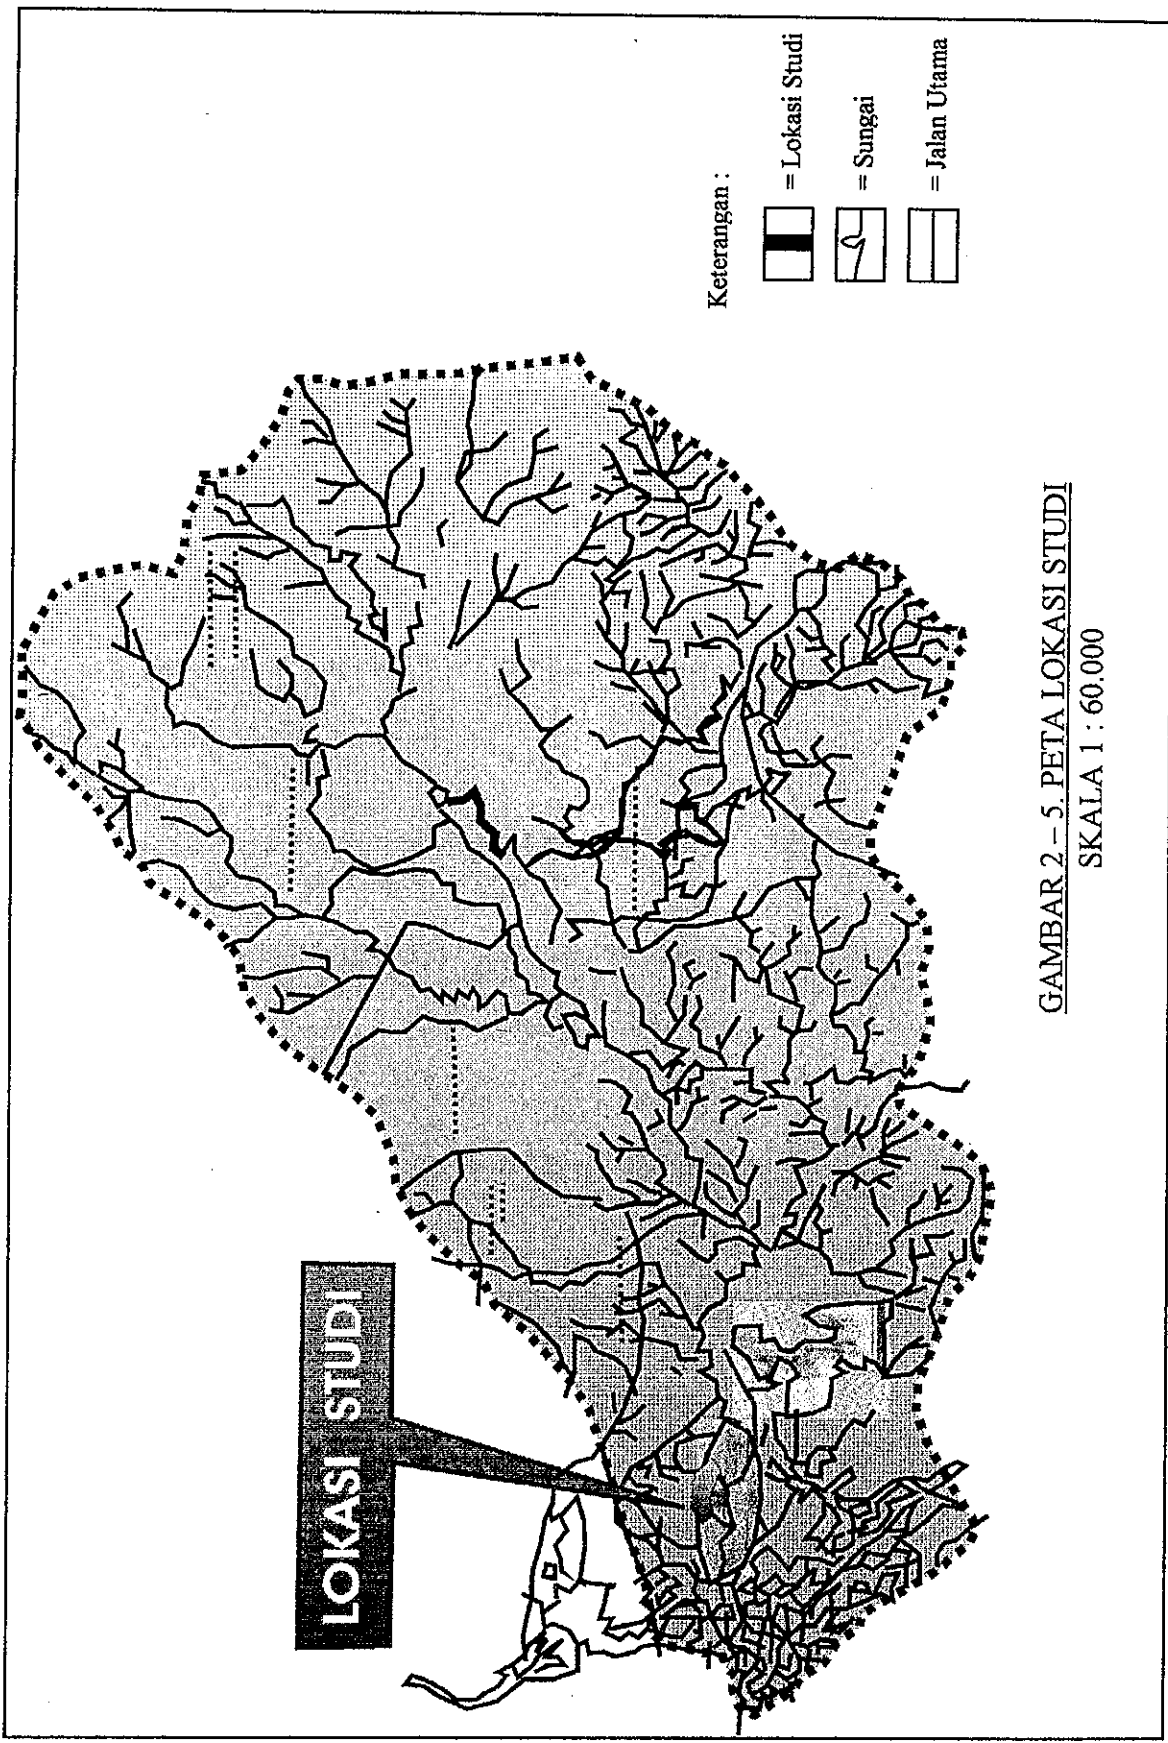 LOKASI STUDI
Keterangan :
= Lokasi Studi
= Sungai
= Jalan Utama
GAMBAR 2 – 5. PETA LOKASI STUDI
SKALA 1 : 60.000